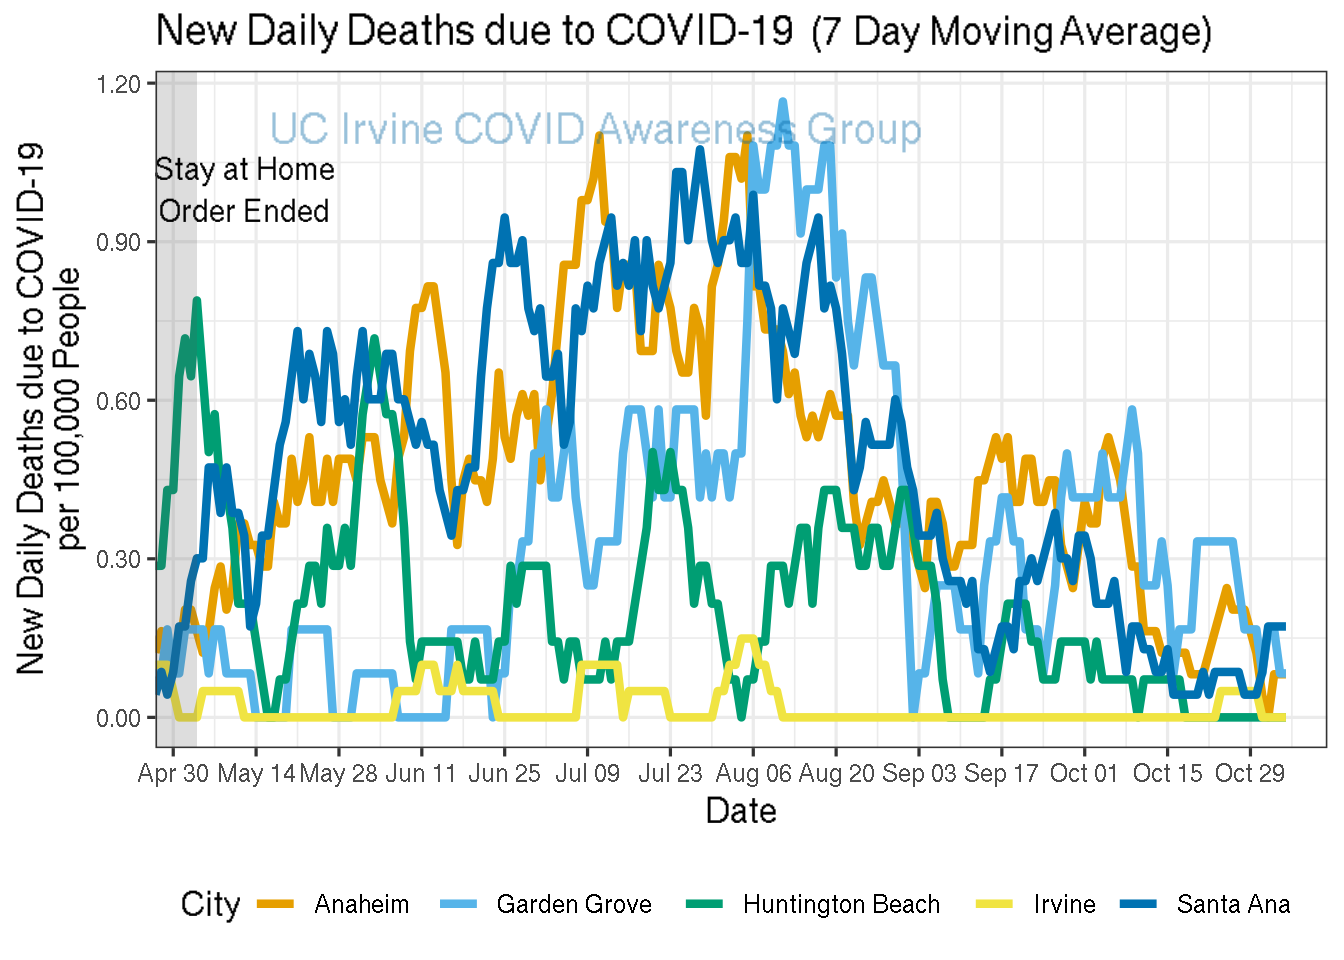 New Daily Deaths due to COVID-19 (7 Day Moving Average)
UC Irvine COVID Awareness Group
Stay at Home
Order Ended
New Daily Deaths due to COVID-19
per 100,000 People
1.20
0.90
0.60
0.30
0.00
Apr 30 May 14 May 28 Jun 11 Jun 25 Jul 09 Jul 23 Aug 06 Aug 20 Sep 03 Sep 17 Oct 01 Oct 15 Oct 29
Date
City Anaheim Garden Grove Huntington Beach Irvine Santa Ana